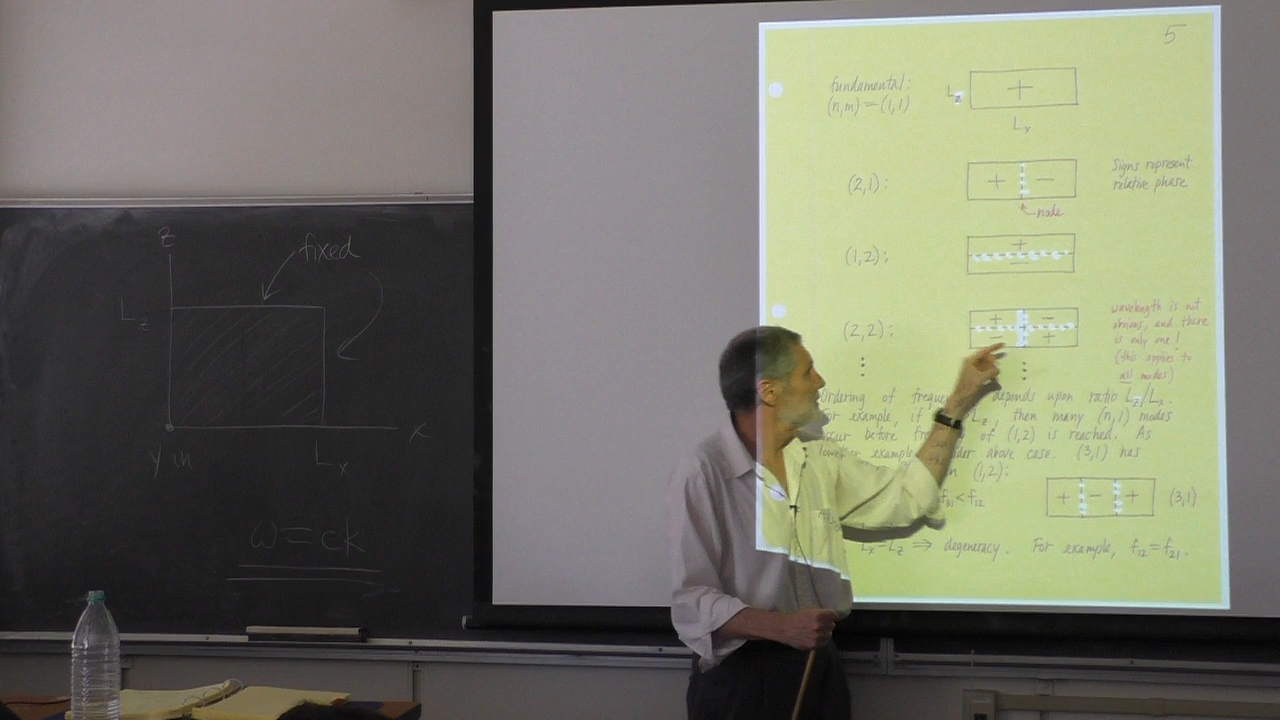 z
fixed
Lz
x
y in
Lx
ω=ck
5
fundamental:
(n,m) = (1,1)
Lz
+
Lx
(2,1):
+ -
Signs represent
relative phase
node
(1,2):
+
-
(2,2):
+ -
- +
wavelength is not
obvious, and there
is only one!
(this applies to
all modes)
Ordering of depends upon ratio Lz/Lx.
For example, if Lz, then many (n,1) modes
occur before of (1,2) is reached. As
above case. (3,1) has
(1,2):
f31 < f12
+ - +
(3,1)
Lx = Lz ⇒ degeneracy. For example, f12 = f21.